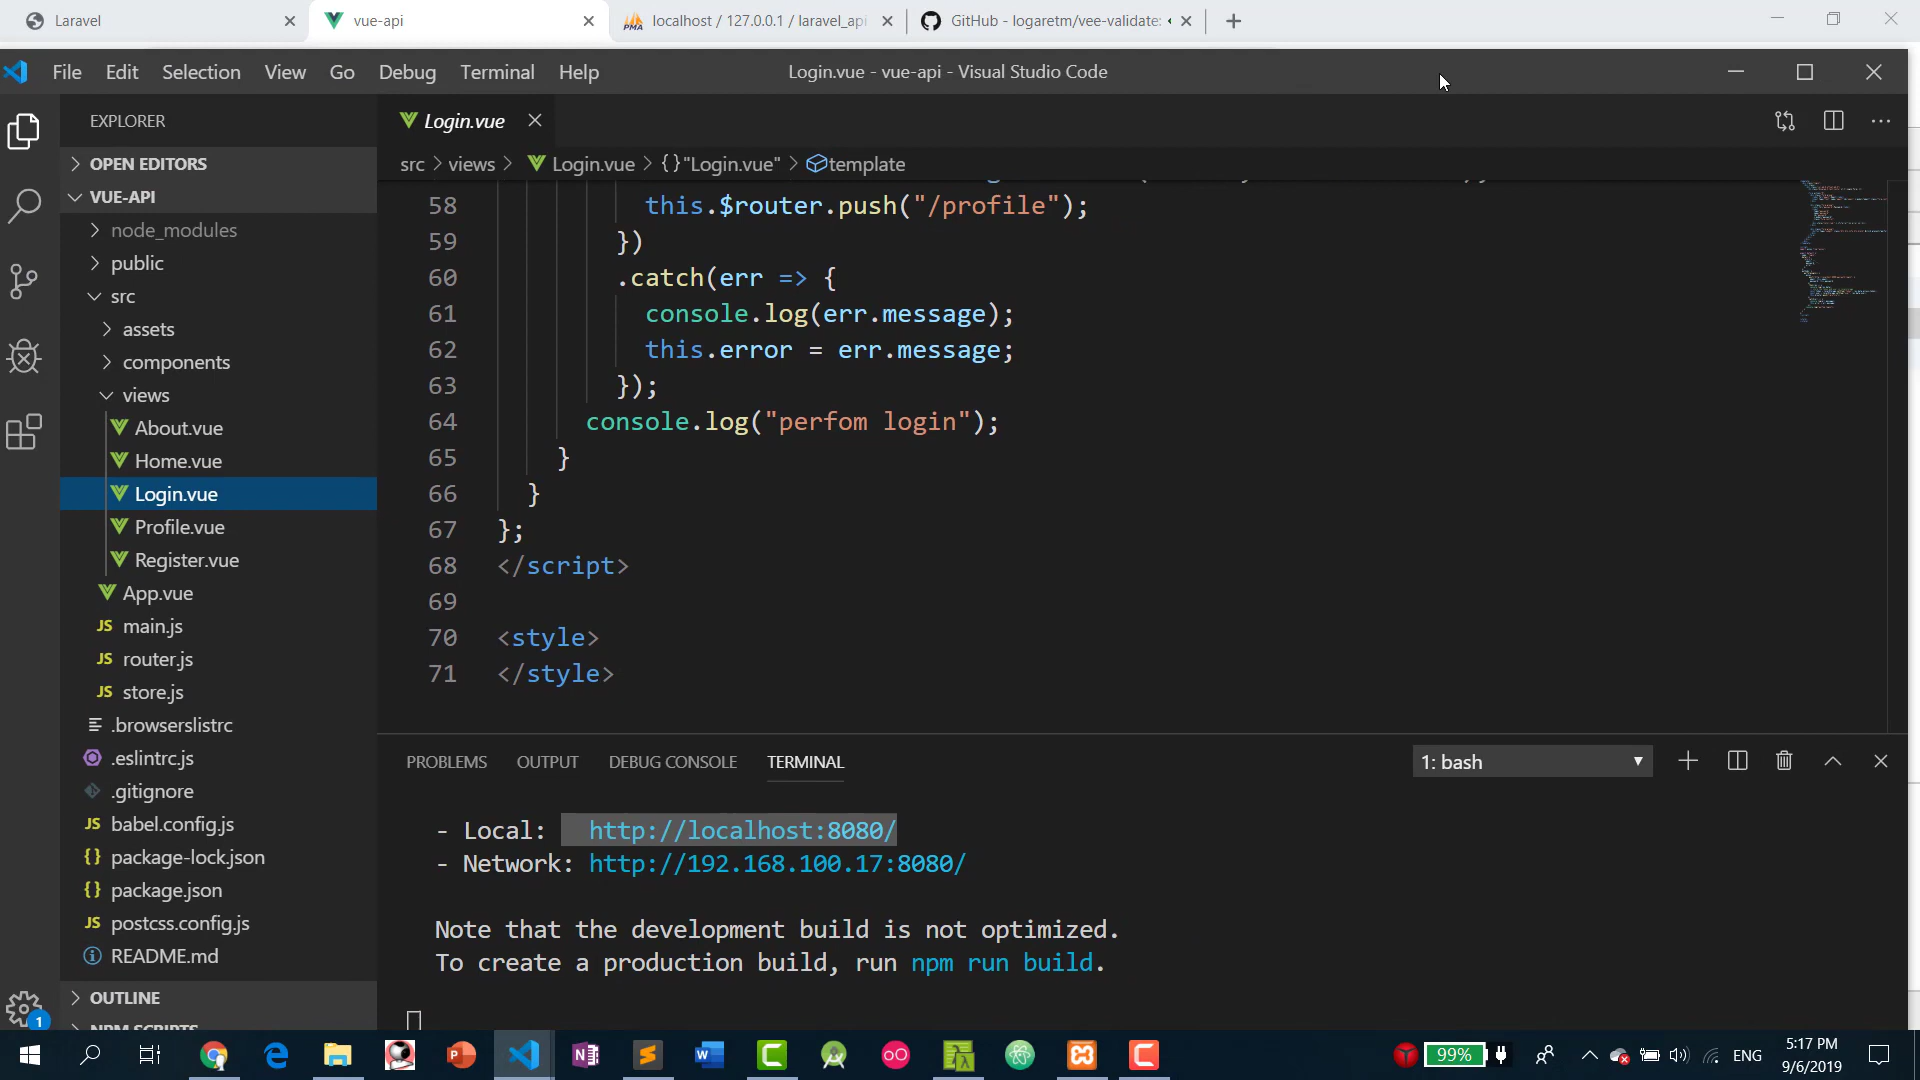 Laravel
vue-api
localhost / 127.0.0.1 / laravel_api
GitHub - logaretm/vee-validate:
File Edit Selection View Go Debug Terminal Help
Login.vue - vue-api - Visual Studio Code
EXPLORER
OPEN EDITORS
VUE-API
node_modules
public
src
assets
components
views
About.vue
Home.vue
Login.vue
Profile.vue
Register.vue
App.vue
JS main.js
JS router.js
JS store.js
.browserslistrc
.eslintrc.js
.gitignore
JS babel.config.js
{} package-lock.json
{} package.json
JS postcss.config.js
README.md
OUTLINE
NPM SCRIPTS
1
Login.vue
src > views > Login.vue > {} "Login.vue" > template
58 this.$router.push("/profile");
59 })
60 .catch(err => {
61 console.log(err.message);
62 this.error = err.message;
63 });
64 console.log("perfom login");
65 }
66 }
67 };
68 </script>
69
70 <style>
71 </style>
PROBLEMS OUTPUT DEBUG CONSOLE TERMINAL
1: bash
- Local: http://localhost:8080/
- Network: http://192.168.100.17:8080/
Note that the development build is not optimized.
To create a production build, run npm run build.
99%
ENG
5:17 PM
9/6/2019